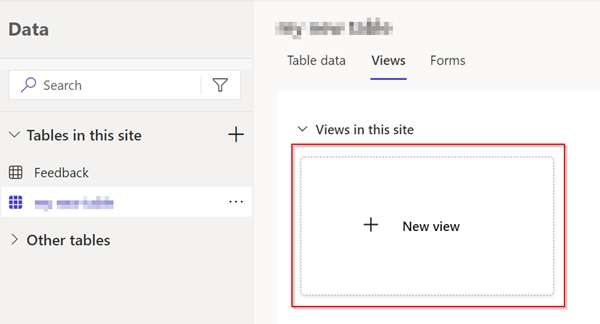 Data
Search
Tables in this site
Feedback
Other tables
Table data Views Forms
Views in this site
New view